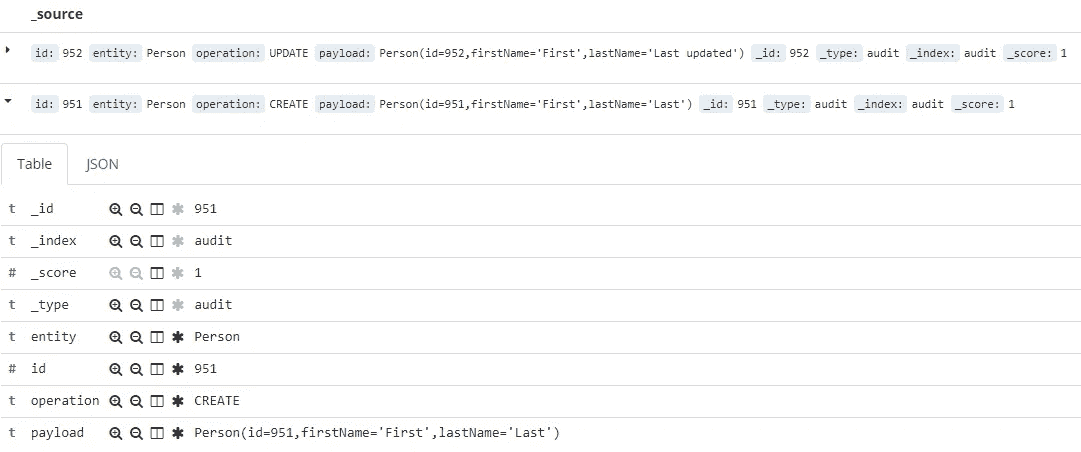 _source
id: 952 entity: Person operation: UPDATE payload: Person(id=952,firstName='First',lastName='Last updated') _id: 952 _type: audit _index: audit _score: 1
id: 951 entity: Person operation: CREATE payload: Person(id=951,firstName='First',lastName='Last') _id: 951 _type: audit _index: audit _score: 1
Table JSON
t _id 951
t _index audit
# _score 1
t _type audit
t entity Person
# id 951
t operation CREATE
t payload Person(id=951,firstName='First',lastName='Last')